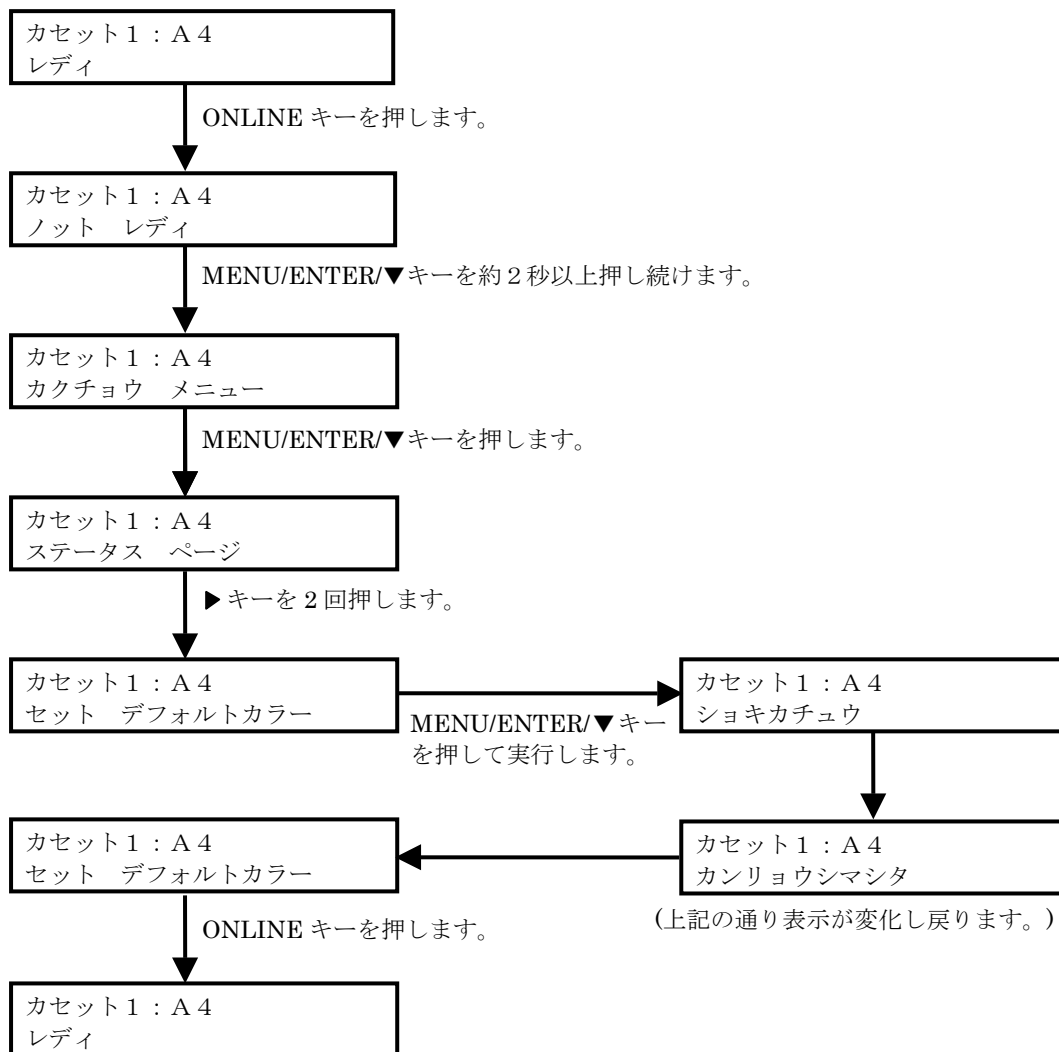 カセット１：Ａ４
レディ
ONLINE キーを押します。
カセット１：Ａ４
ノット　レディ
MENU/ENTER/▼キーを約２秒以上押し続けます。
カセット１：Ａ４
カクチョウ　メニュー
MENU/ENTER/▼キーを押します。
カセット１：Ａ４
ステータス　ページ
▶キーを 2 回押します。
カセット１：Ａ４
セット　デフォルトカラー
MENU/ENTER/▼キー
を押して実行します。
カセット１：Ａ４
ショキカチュウ
カセット１：Ａ４
カンリョウシマシタ
(上記の通り表示が変化し戻ります。)
カセット１：Ａ４
セット　デフォルトカラー
ONLINE キーを押します。
カセット１：Ａ４
レディ